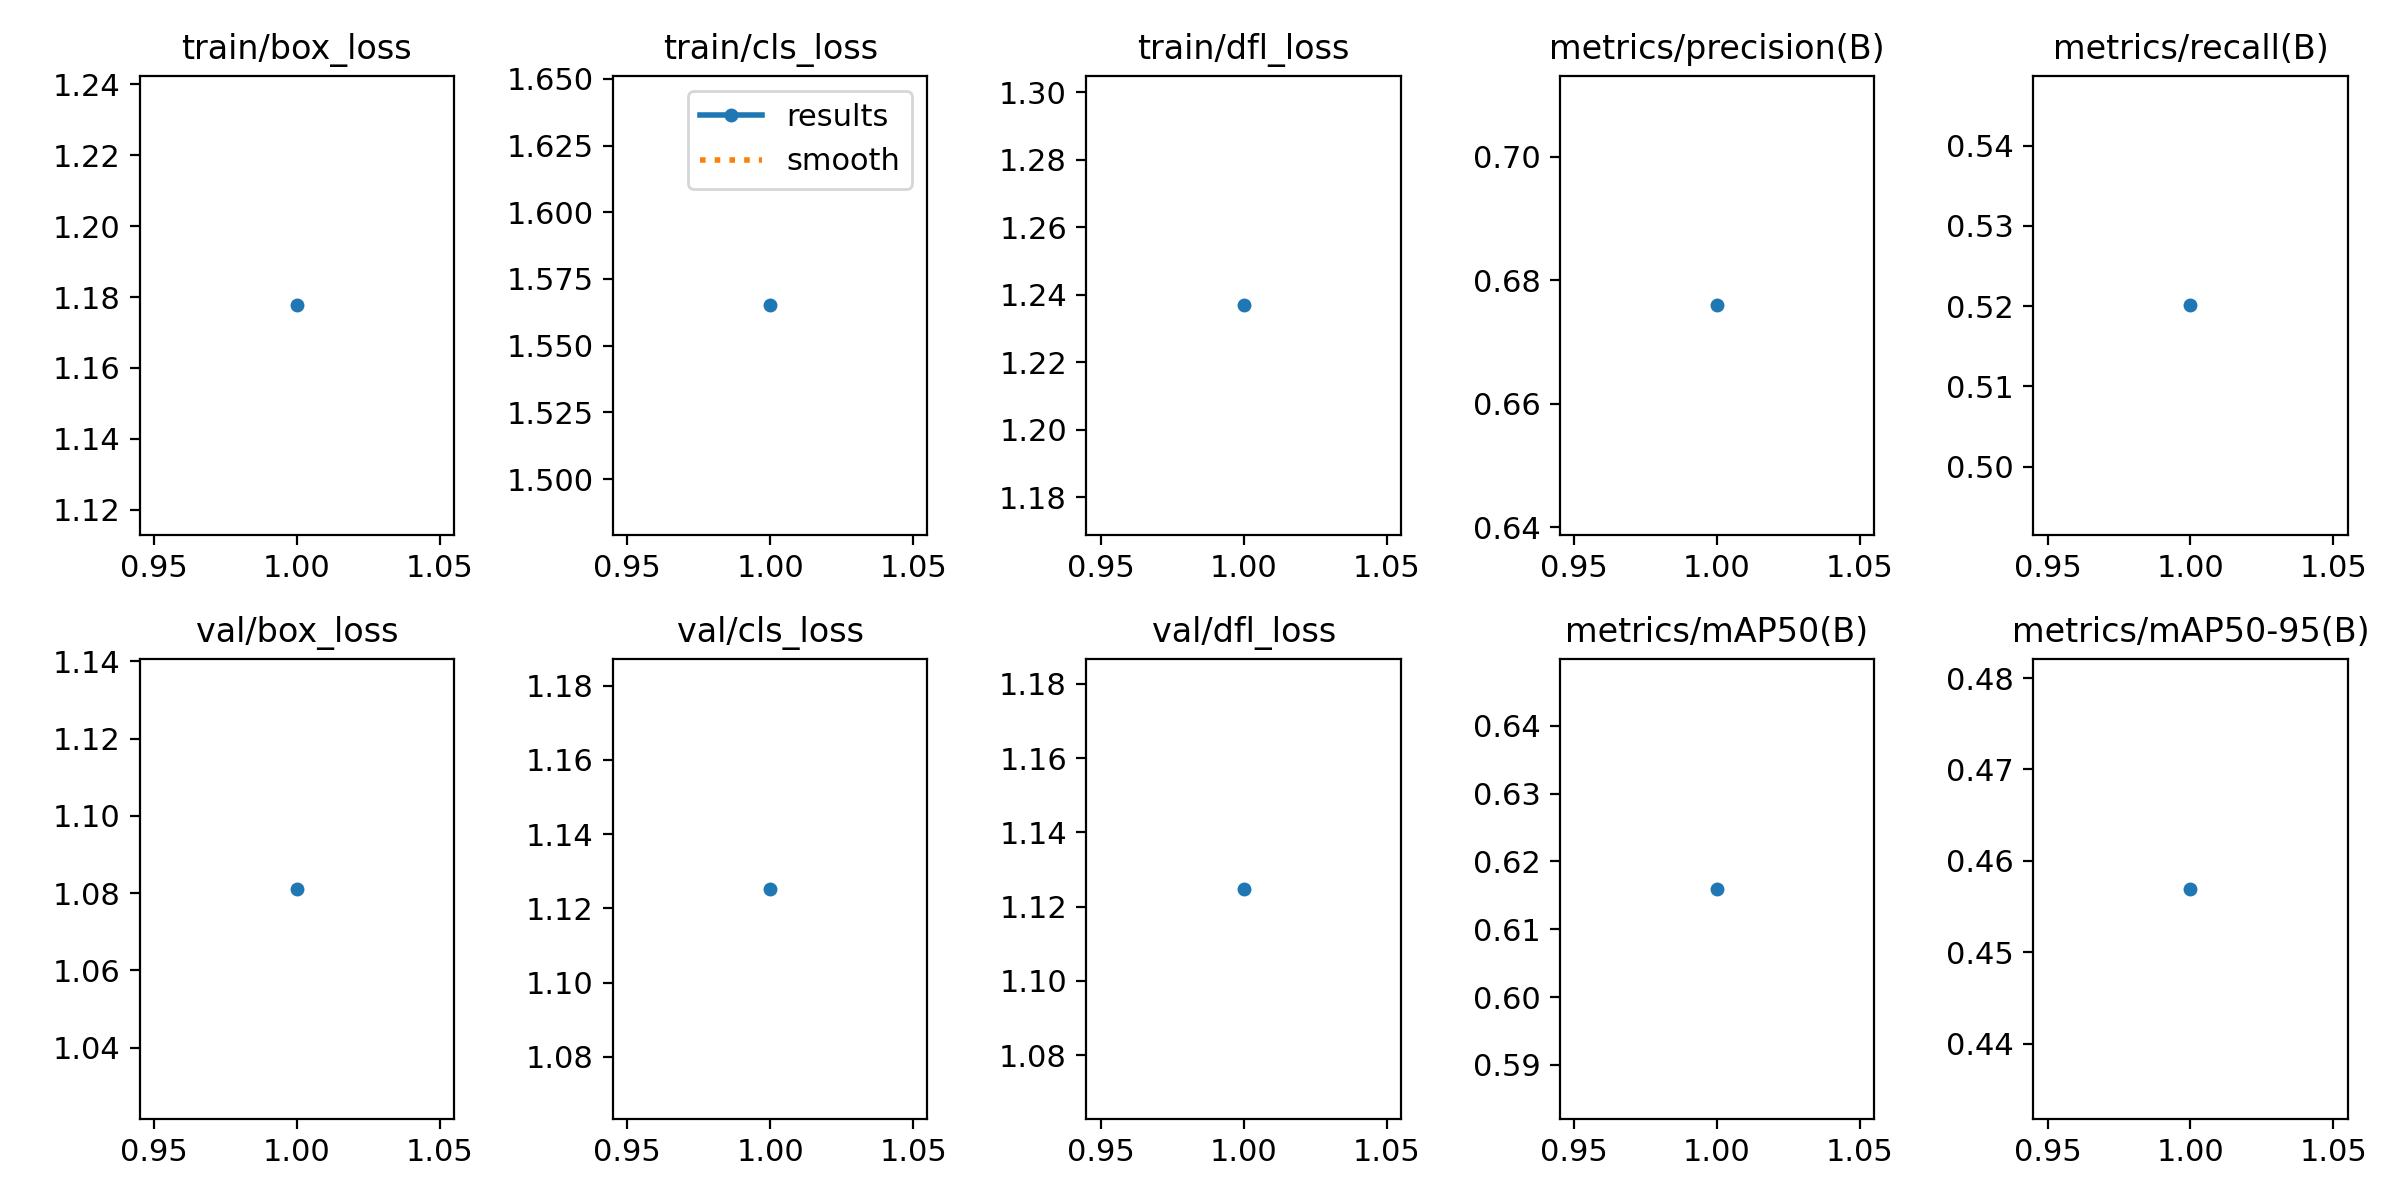 train/box_loss
1.24
1.22
1.20
1.18
1.16
1.14
1.12
0.95 1.00 1.05
train/cls_loss
results
smooth
1.650
1.625
1.600
1.575
1.550
1.525
1.500
0.95 1.00 1.05
train/dfl_loss
1.30
1.28
1.26
1.24
1.22
1.20
1.18
0.95 1.00 1.05
metrics/precision(B)
0.70
0.68
0.66
0.64
0.95 1.00 1.05
metrics/recall(B)
0.54
0.53
0.52
0.51
0.50
0.95 1.00 1.05
val/box_loss
1.14
1.12
1.10
1.08
1.06
1.04
0.95 1.00 1.05
val/cls_loss
1.18
1.16
1.14
1.12
1.10
1.08
0.95 1.00 1.05
val/dfl_loss
1.18
1.16
1.14
1.12
1.10
1.08
0.95 1.00 1.05
metrics/mAP50(B)
0.64
0.63
0.62
0.61
0.60
0.59
0.95 1.00 1.05
metrics/mAP50-95(B)
0.48
0.47
0.46
0.45
0.44
0.95 1.00 1.05